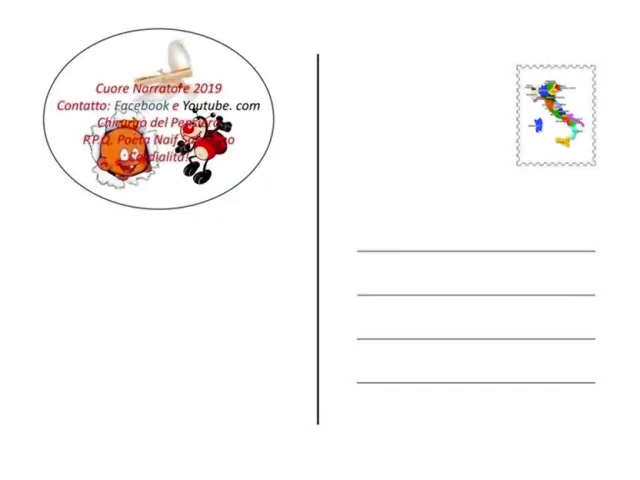 Cuore Narratore 2019
Contatto: Facebook e Youtube. com
Chirurgo del Pensiero
R.P.Q. Poeta Naif